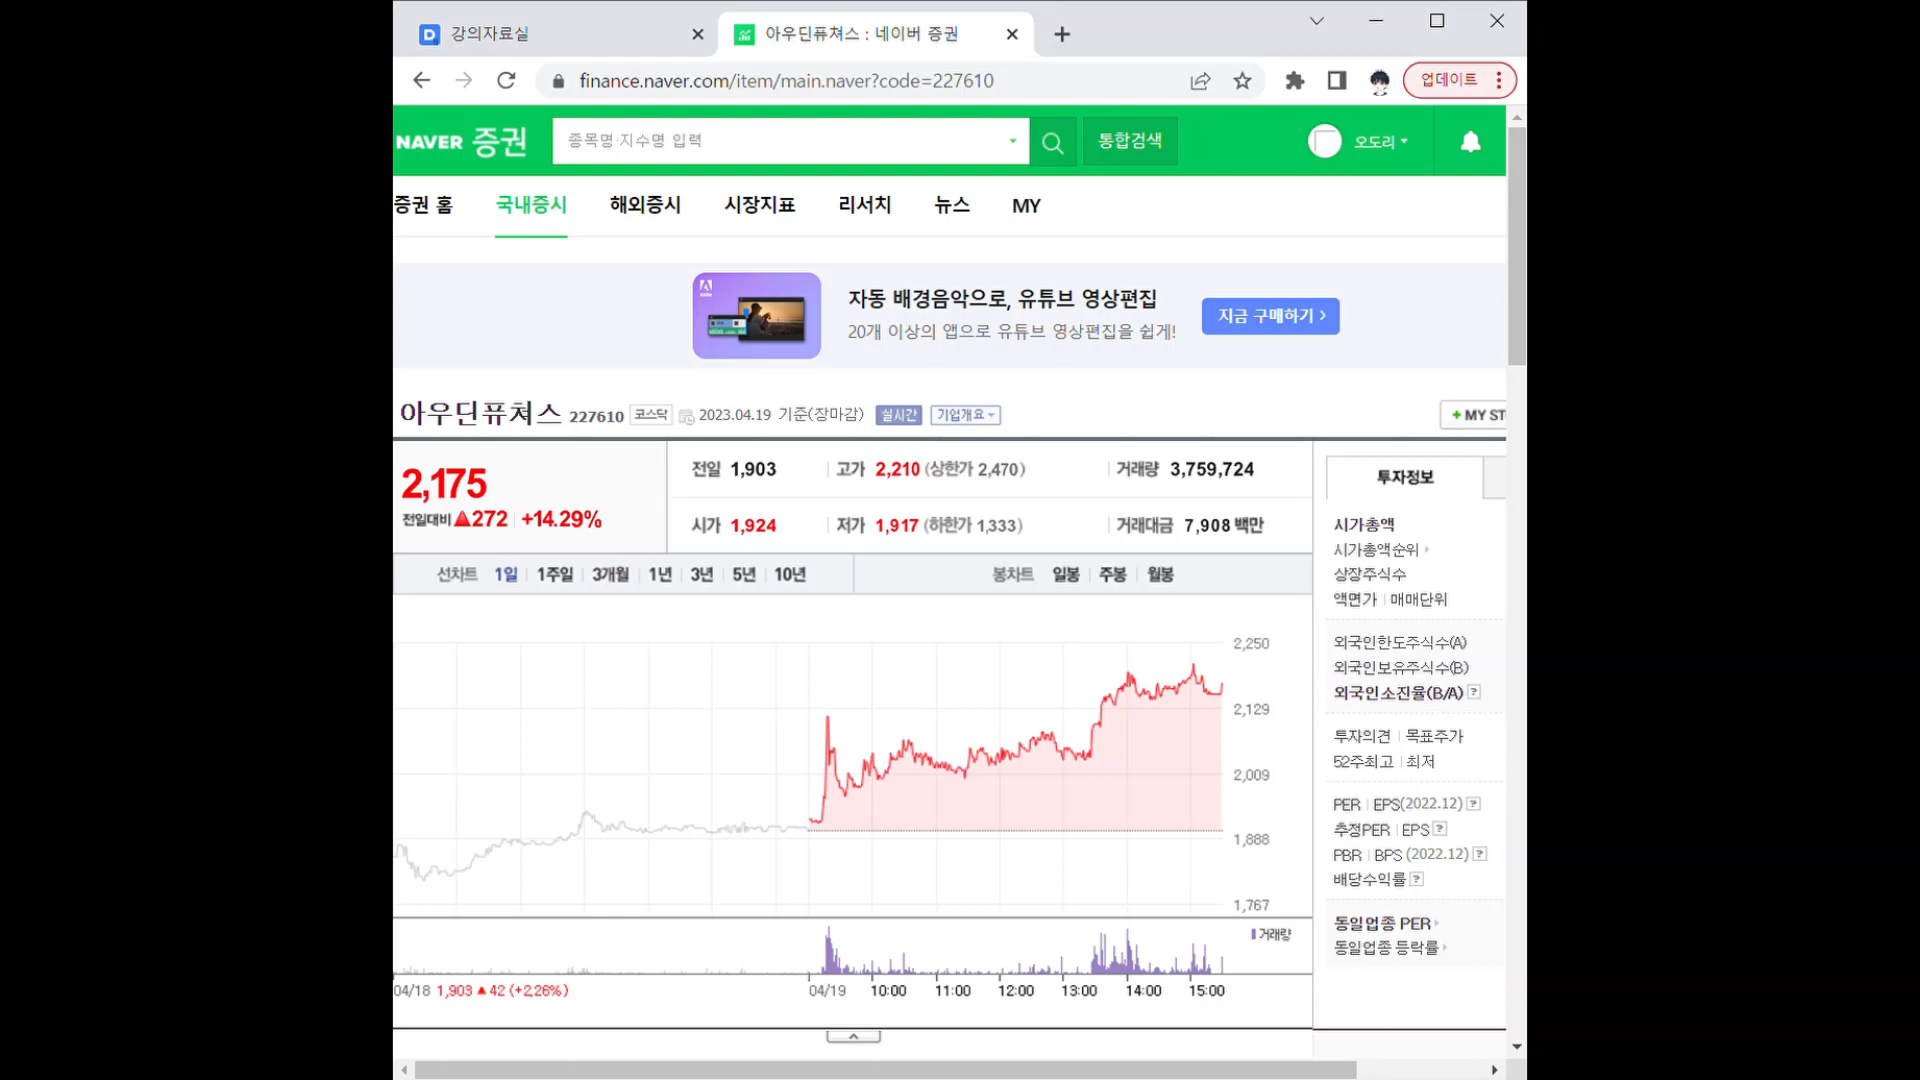 강의자료실
아우딘퓨쳐스 : 네이버 증권
finance.naver.com/item/main.naver?code=227610
업데이트
NAVER 증권
종목명·지수명 입력
통합검색
오도리
증권 홈 국내증시 해외증시 시장지표 리서치 뉴스 MY
자동 배경음악으로, 유튜브 영상편집
20개 이상의 앱으로 유튜브 영상편집을 쉽게!
지금 구매하기
아우딘퓨쳐스 227610 코스닥 2023.04.19 기준(장마감) 실시간 기업개요
+ MY ST
2,175
전일대비 ▲272 +14.29%
전일 1,903 고가 2,210 (상한가 2,470) 거래량 3,759,724
시가 1,924 저가 1,917 (하한가 1,333) 거래대금 7,908 백만
선차트 1일 1주일 3개월 1년 3년 5년 10년
봉차트 일봉 주봉 월봉
2,250
2,129
2,009
1,888
1,767
거래량
04/18 1,903 ▲ 42 (+2.26%)
04/19 10:00 11:00 12:00 13:00 14:00 15:00
투자정보
시가총액
시가총액순위
상장주식수
액면가 매매단위
외국인한도주식수(A)
외국인보유주식수(B)
외국인소진율(B/A) ?
투자의견 목표주가
52주최고 최저
PER EPS(2022.12) ?
추정PER EPS ?
PBR BPS (2022.12) ?
배당수익률 ?
동일업종 PER
동일업종 등락률